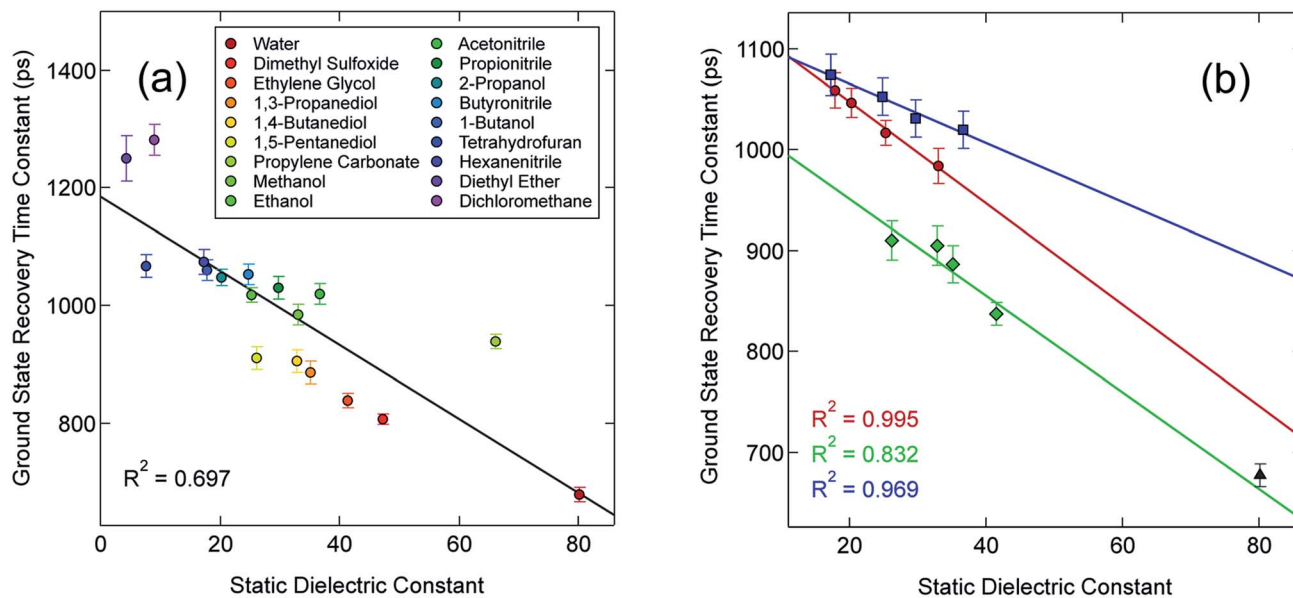 (a)
Water
Dimethyl Sulfoxide
Ethylene Glycol
1,3-Propanediol
1,4-Butanediol
1,5-Pentanediol
Propylene Carbonate
Methanol
Ethanol
Acetonitrile
Propionitrile
2-Propanol
Butyronitrile
1-Butanol
Tetrahydrofuran
Hexanenitrile
Diethyl Ether
Dichloromethane
Ground State Recovery Time Constant (ps)
1400
1200
1000
800
R² = 0.697
0 20 40 60 80
Static Dielectric Constant
(b)
Ground State Recovery Time Constant (ps)
1100
1000
900
800
700
R² = 0.995
R² = 0.832
R² = 0.969
20 40 60 80
Static Dielectric Constant